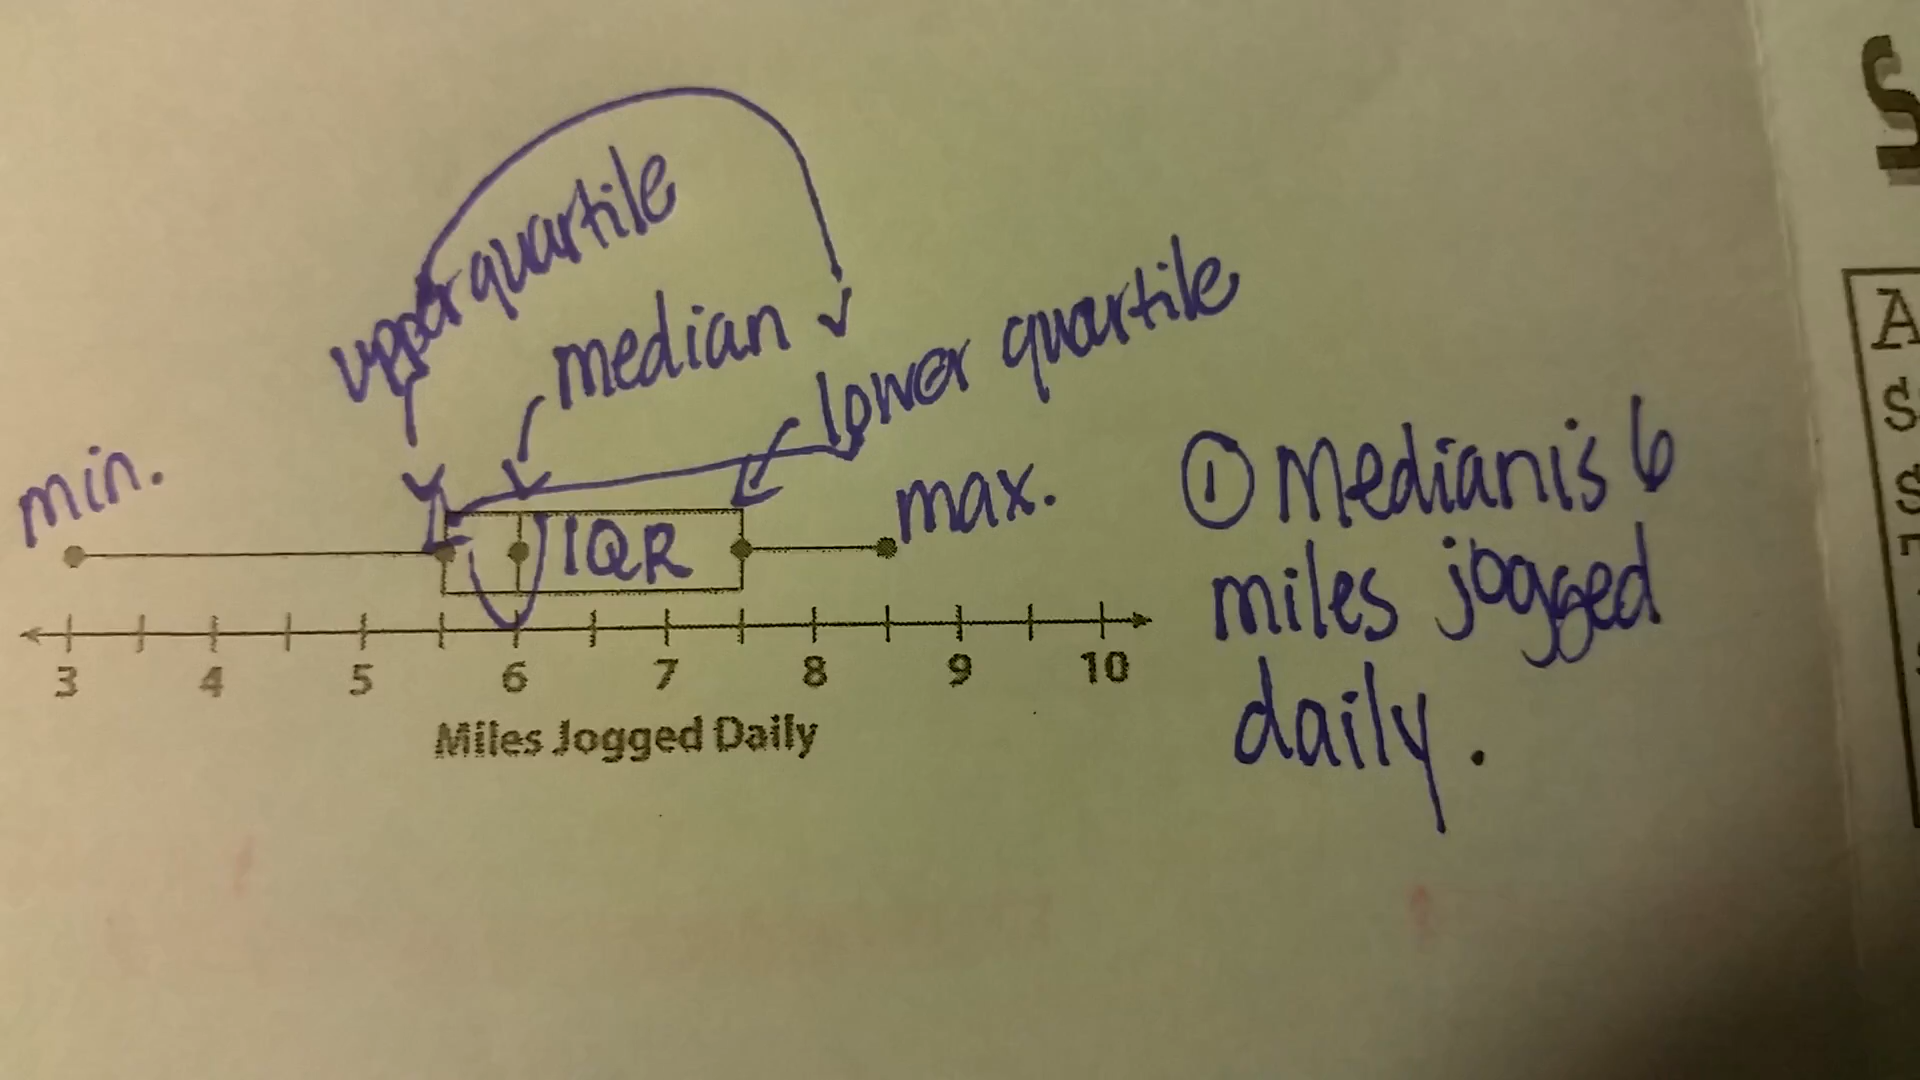 upper quartile
median
lower quartile
min.
IQR
max.
3 4 5 6 7 8 9 10
Miles Jogged Daily
① Median is 6
miles jogged
daily.
S
A
S
S
T